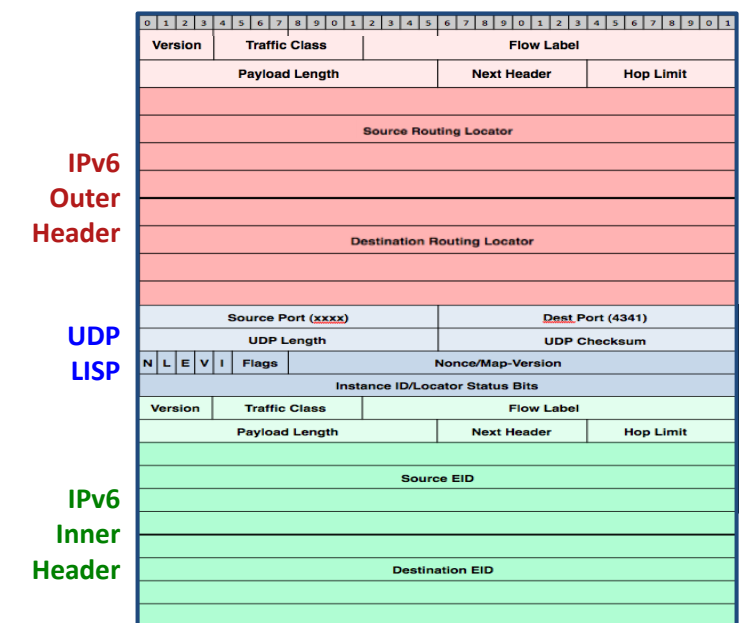 0 1 2 3 4 5 6 7 8 9 0 1 2 3 4 5 6 7 8 9 0 1 2 3 4 5 6 7 8 9 0 1
Version Traffic Class Flow Label
Payload Length Next Header Hop Limit
Source Routing Locator
IPv6
Outer
Header
Destination Routing Locator
Source Port (xxxx) Dest Port (4341)
UDP
UDP Length UDP Checksum
LISP
N L E V I Flags Nonce/Map-Version
Instance ID/Locator Status Bits
Version Traffic Class Flow Label
Payload Length Next Header Hop Limit
Source EID
IPv6
Inner
Header
Destination EID